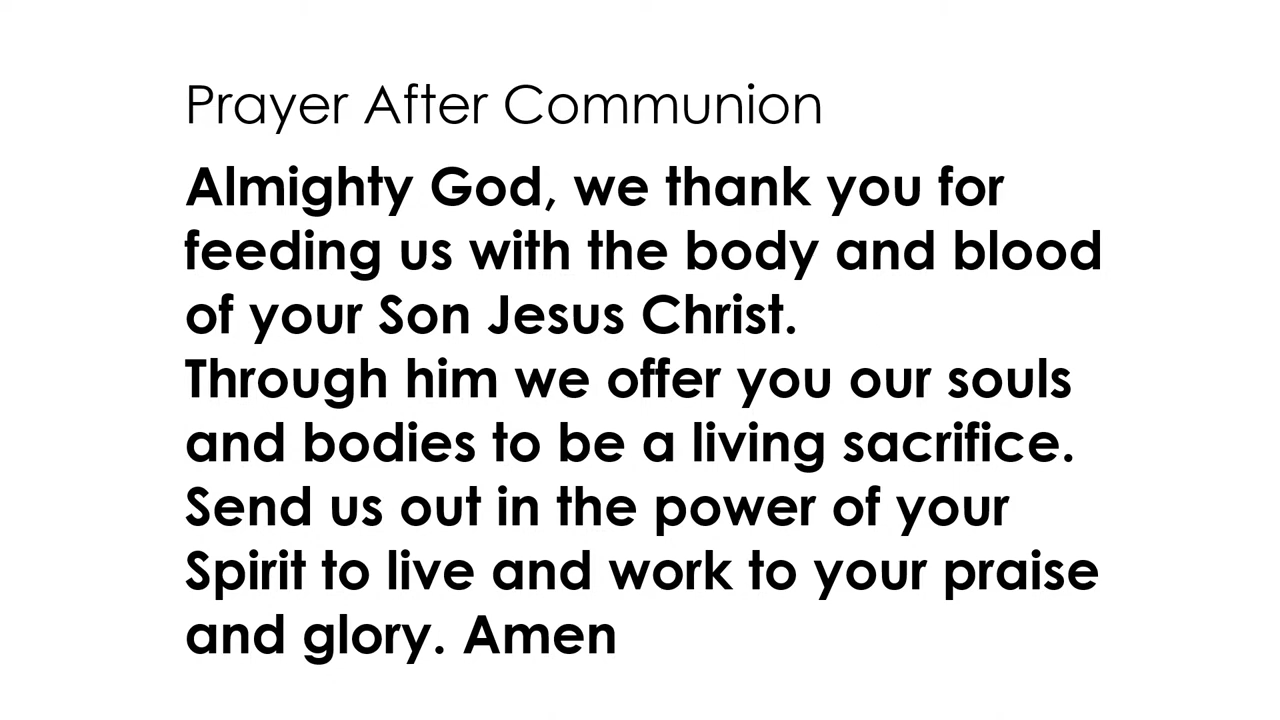 Prayer After Communion
Almighty God, we thank you for
feeding us with the body and blood
of your Son Jesus Christ.
Through him we offer you our souls
and bodies to be a living sacrifice.
Send us out in the power of your
Spirit to live and work to your praise
and glory. Amen